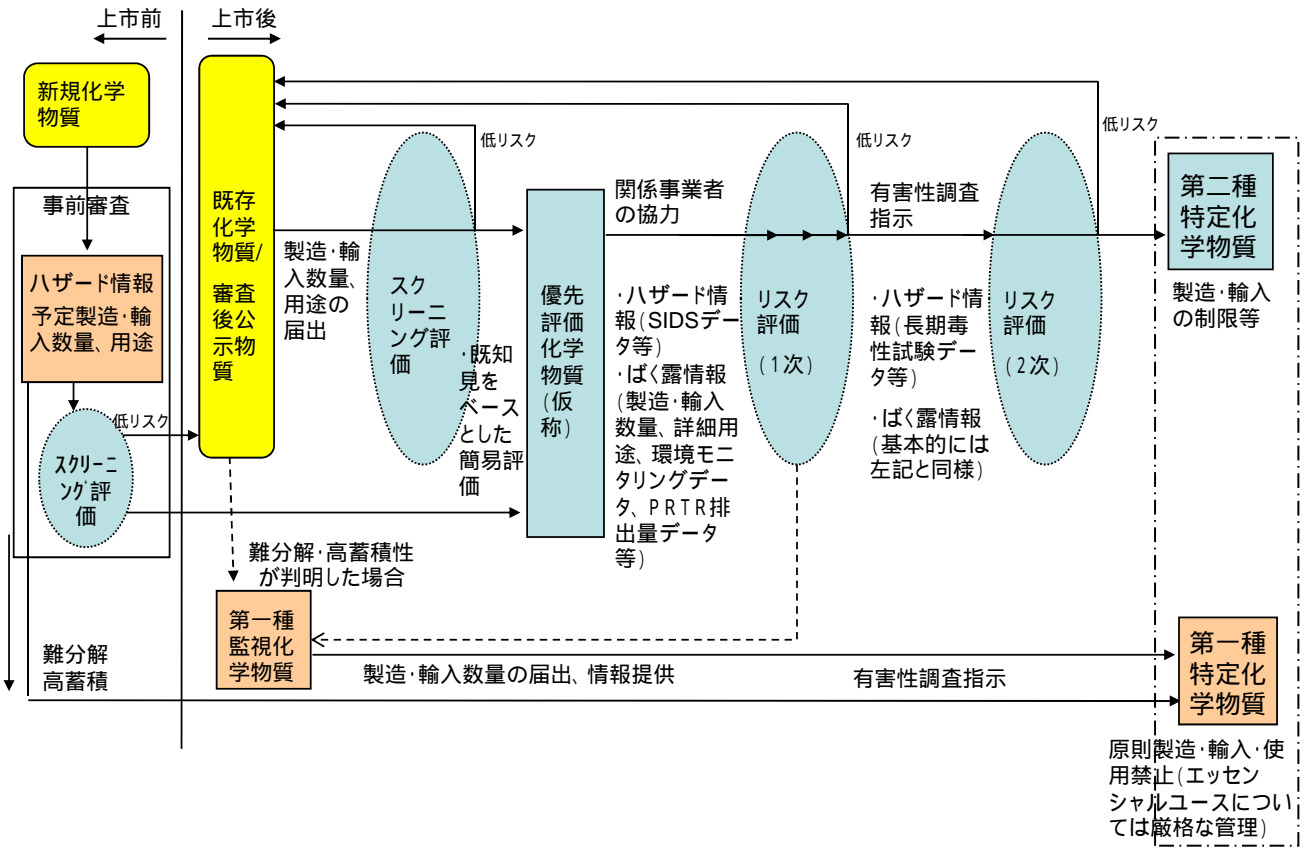 上市前
上市後
新規化学
物質
事前審査
ハザード情報
予定製造・輸
入数量、用途
低リスク
スクリーニ
ング評
価
難分解
高蓄積
既存
化学
物質/
審査
後公
示物
質
製造・輸
入数量、
用途の
届出
スク
リーニ
ング評
価
低リスク
・既知
見を
ベース
とした
簡易評
価
優先
評価
化学
物質
(仮
称)
関係事業者
の協力
・ハザード情
報(SIDSデー
タ等)
・ばく露情報
(製造・輸入
数量、詳細用
途、環境モニ
タリングデー
タ、PRTR排
出量データ
等)
リスク
評価
(1次)
低リスク
有害性調査
指示
・ハザード情
報(長期毒
性試験デー
タ等)
・ばく露情報
(基本的には
左記と同様)
リスク
評価
(2次)
低リスク
第二種
特定化
学物質
製造・輸入
の制限等
難分解・高蓄積性
が判明した場合
第一種
監視化
学物質
製造・輸入数量の届出、情報提供
有害性調査指示
第一種
特定化
学物質
原則製造・輸入・使
用禁止(エッセン
シャルユースについ
ては厳格な管理)